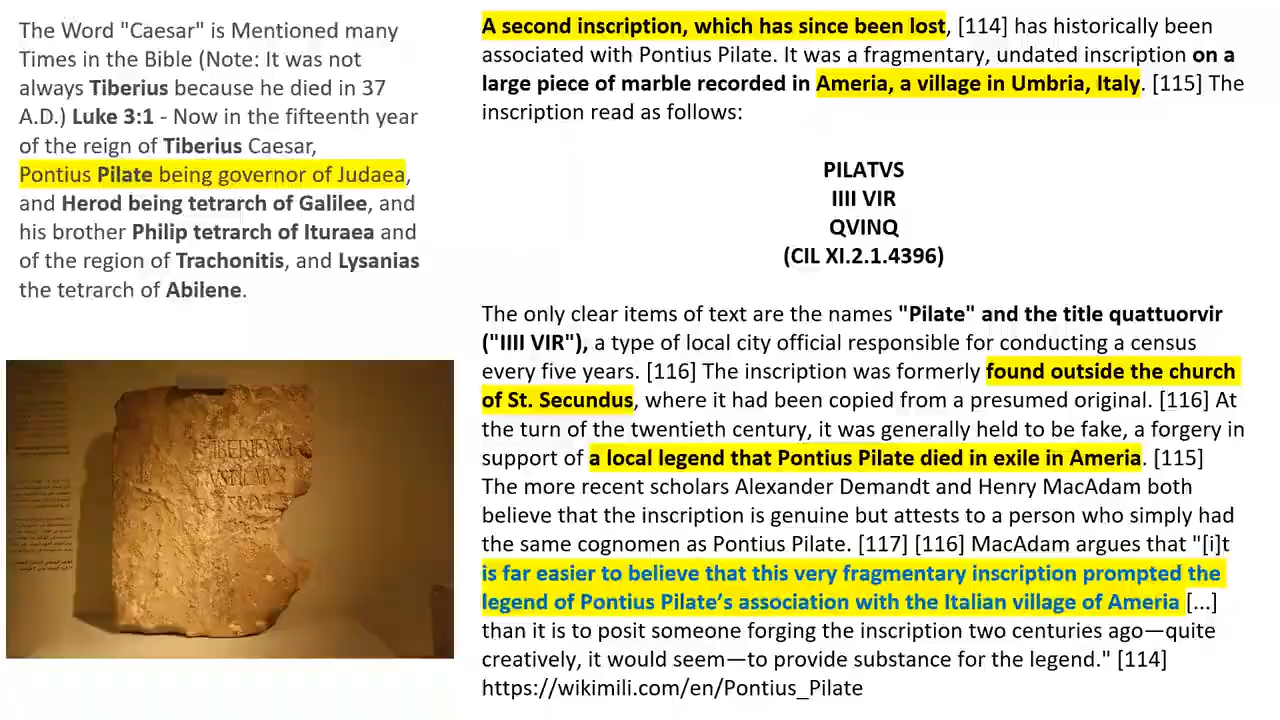 The Word "Caesar" is Mentioned many
Times in the Bible (Note: It was not
always Tiberius because he died in 37
A.D.) Luke 3:1 - Now in the fifteenth year
of the reign of Tiberius Caesar,
Pontius Pilate being governor of Judaea,
and Herod being tetrarch of Galilee, and
his brother Philip tetrarch of Ituraea and
of the region of Trachonitis, and Lysanias
the tetrarch of Abilene.
A second inscription, which has since been lost, [114] has historically been
associated with Pontius Pilate. It was a fragmentary, undated inscription on a
large piece of marble recorded in Ameria, a village in Umbria, Italy. [115] The
inscription read as follows:
PILATVS
IIII VIR
QVINQ
(CIL XI.2.1.4396)
The only clear items of text are the names "Pilate" and the title quattuorvir
("IIII VIR"), a type of local city official responsible for conducting a census
every five years. [116] The inscription was formerly found outside the church
of St. Secundus, where it had been copied from a presumed original. [116] At
the turn of the twentieth century, it was generally held to be fake, a forgery in
support of a local legend that Pontius Pilate died in exile in Ameria. [115]
The more recent scholars Alexander Demandt and Henry MacAdam both
believe that the inscription is genuine but attests to a person who simply had
the same cognomen as Pontius Pilate. [117] [116] MacAdam argues that "[i]t
is far easier to believe that this very fragmentary inscription prompted the
legend of Pontius Pilate’s association with the Italian village of Ameria [...]
than it is to posit someone forging the inscription two centuries ago—quite
creatively, it would seem—to provide substance for the legend." [114]
https://wikimili.com/en/Pontius_Pilate